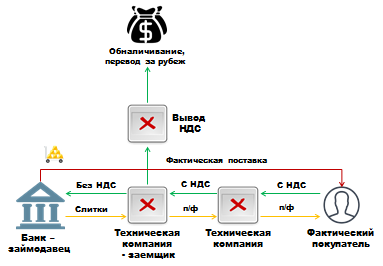 Обналичивание,
перевод за рубеж
Вывод
НДС
Фактическая поставка
Без НДС
С НДС
С НДС
Слитки
п/ф
п/ф
Банк –
займодавец
Техническая
компания
- заемщик
Техническая
компания
Фактический
покупатель